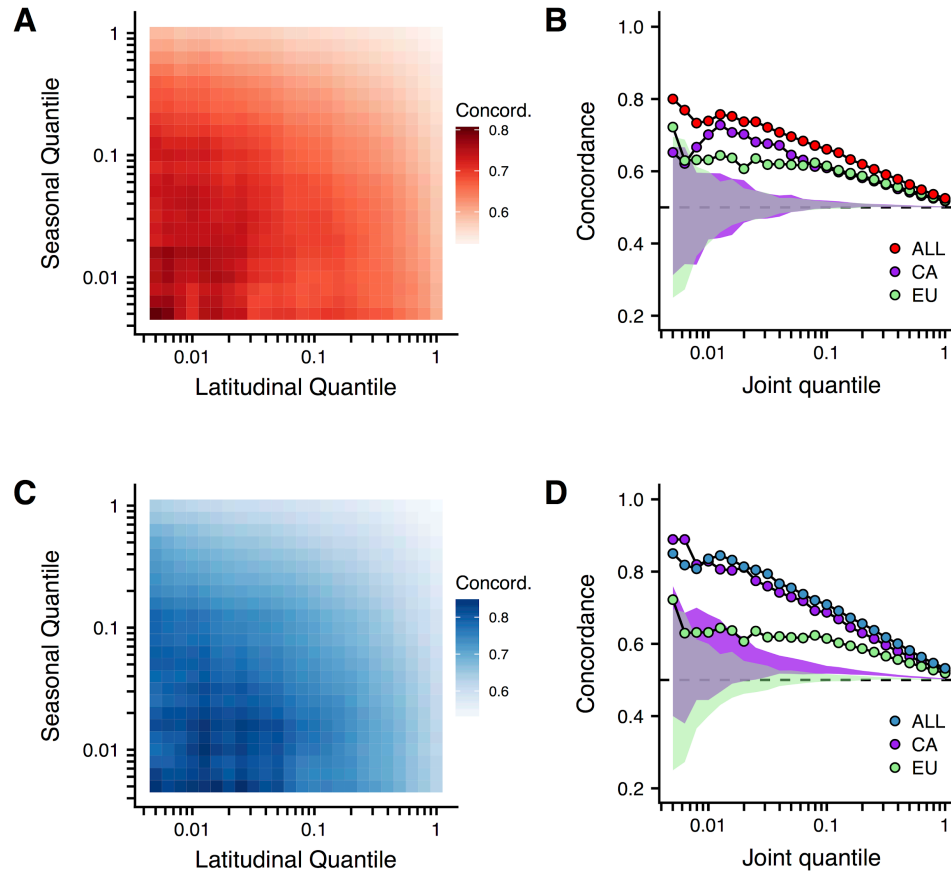 A
Seasonal Quantile
1
0.1
0.01
0.01
0.1
1
Latitudinal Quantile
Concord.
0.8
0.7
0.6
B
Concordance
1.0
0.8
0.6
0.4
0.2
ALL
CA
EU
0.01
0.1
1
Joint quantile
C
Seasonal Quantile
1
0.1
0.01
0.01
0.1
1
Latitudinal Quantile
Concord.
0.8
0.7
0.6
D
Concordance
1.0
0.8
0.6
0.4
0.2
ALL
CA
EU
0.01
0.1
1
Joint quantile